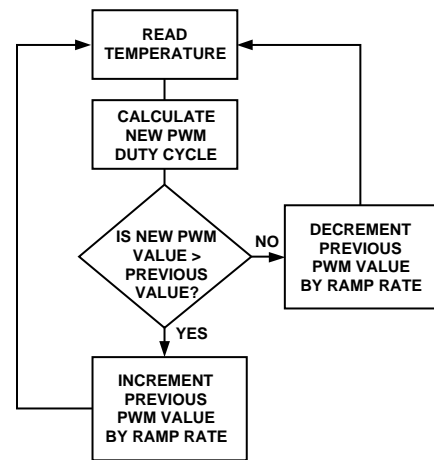 READ
TEMPERATURE
CALCULATE
NEW PWM
DUTY CYCLE
IS NEW PWM
VALUE >
PREVIOUS
VALUE?
NO
DECREMENT
PREVIOUS
PWM VALUE
BY RAMP RATE
YES
INCREMENT
PREVIOUS
PWM VALUE
BY RAMP RATE